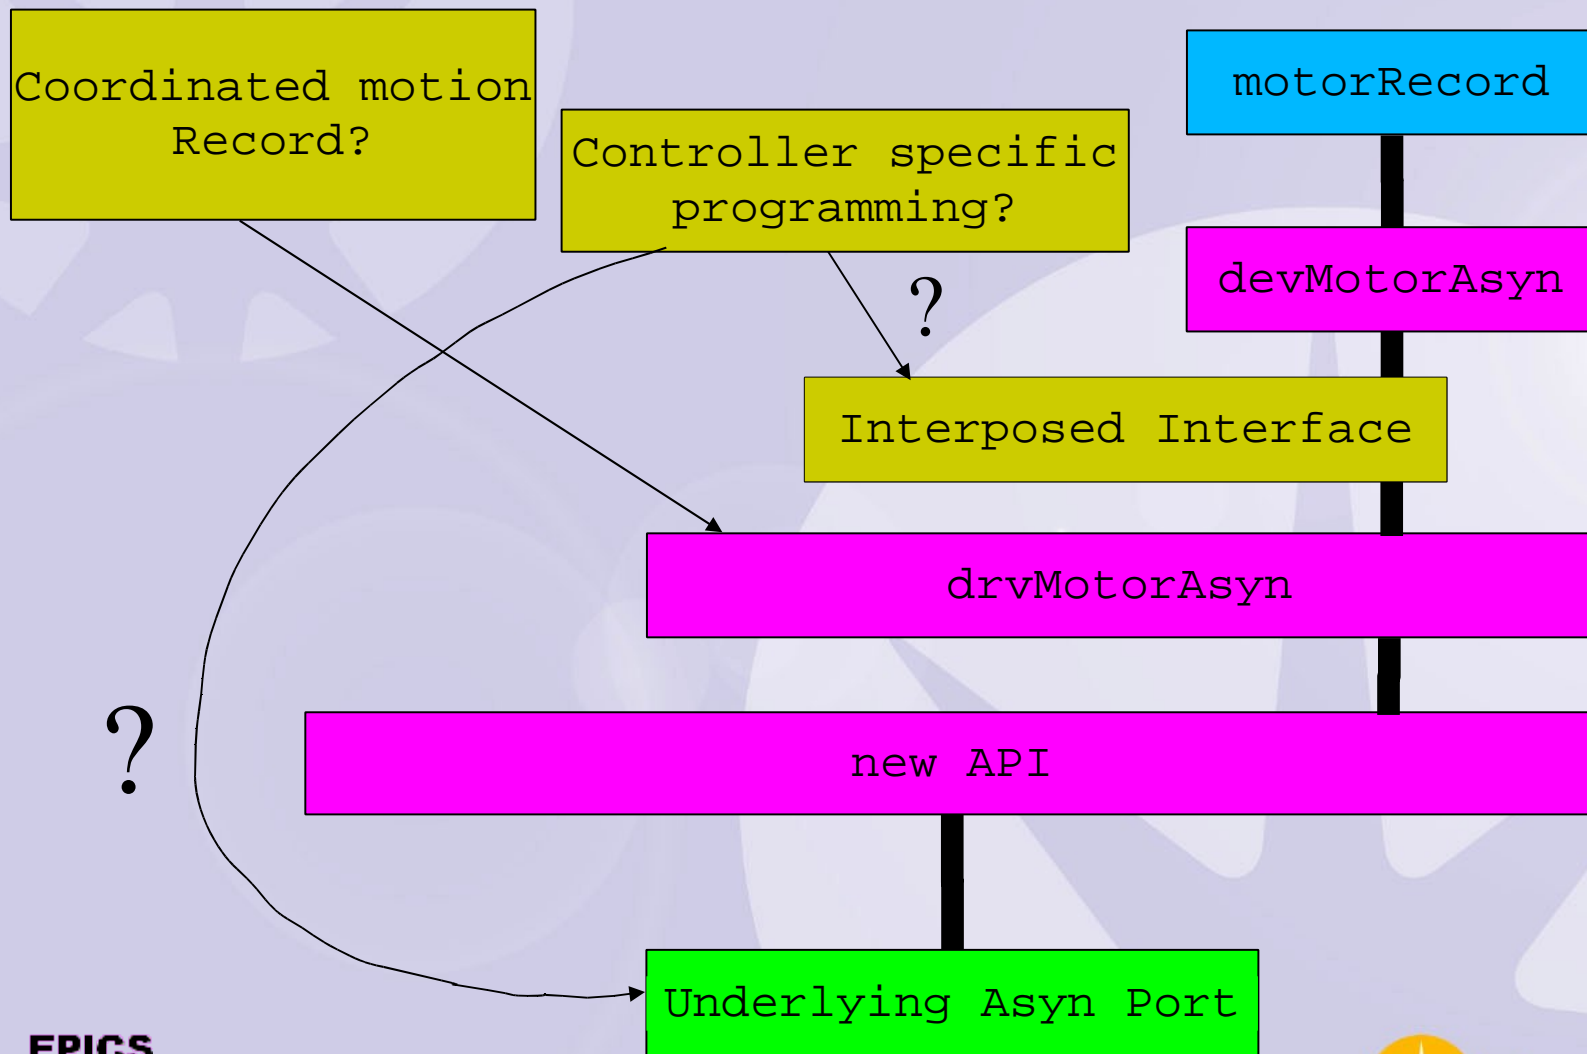 Coordinated motion
Record?
Controller specific
programming?
motorRecord
devMotorAsyn
?
Interposed Interface
drvMotorAsyn
?
new API
Underlying Asyn Port
EPICS